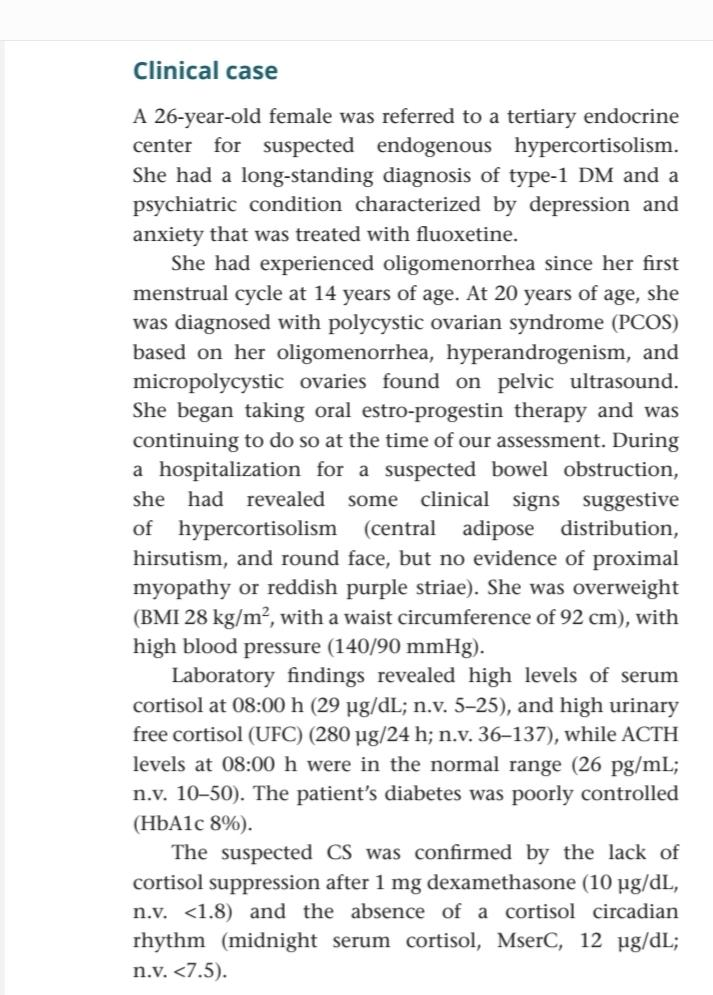 Clinical case
A 26-year-old female was referred to a tertiary endocrine
center for suspected endogenous hypercortisolism.
She had a long-standing diagnosis of type-1 DM and a
psychiatric condition characterized by depression and
anxiety that was treated with fluoxetine.
She had experienced oligomenorrhea since her first
menstrual cycle at 14 years of age. At 20 years of age, she
was diagnosed with polycystic ovarian syndrome (PCOS)
based on her oligomenorrhea, hyperandrogenism, and
micropolycystic ovaries found on pelvic ultrasound.
She began taking oral estro-progestin therapy and was
continuing to do so at the time of our assessment. During
a hospitalization for a suspected bowel obstruction,
she had revealed some clinical signs suggestive
of hypercortisolism (central adipose distribution,
hirsutism, and round face, but no evidence of proximal
myopathy or reddish purple striae). She was overweight
(BMI 28 kg/m², with a waist circumference of 92 cm), with
high blood pressure (140/90 mmHg).
Laboratory findings revealed high levels of serum
cortisol at 08:00 h (29 µg/dL; n.v. 5–25), and high urinary
free cortisol (UFC) (280 µg/24 h; n.v. 36–137), while ACTH
levels at 08:00 h were in the normal range (26 pg/mL;
n.v. 10–50). The patient’s diabetes was poorly controlled
(HbA1c 8%).
The suspected CS was confirmed by the lack of
cortisol suppression after 1 mg dexamethasone (10 µg/dL,
n.v. <1.8) and the absence of a cortisol circadian
rhythm (midnight serum cortisol, MserC, 12 µg/dL;
n.v. <7.5).